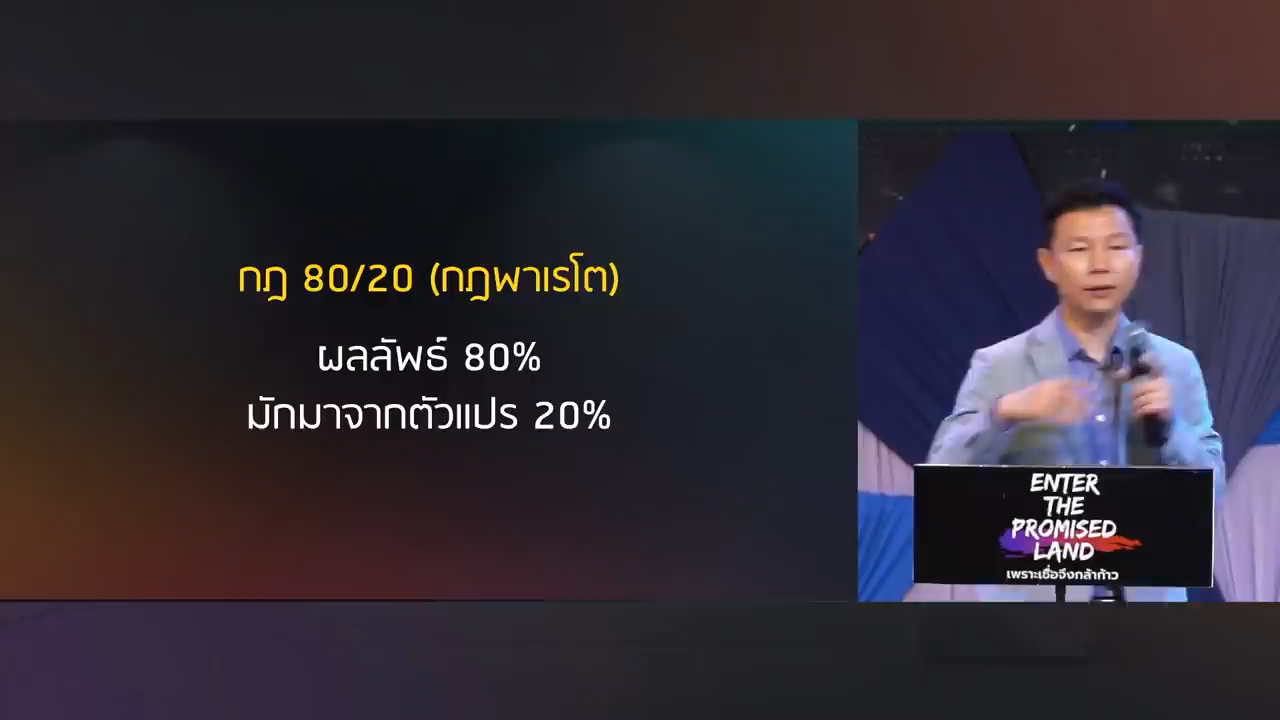 กฎ 80/20 (กฎพาเรโต)
ผลลัพธ์ 80%
มักมาจากตัวแปร 20%
ENTER
THE
PROMISED
LAND
เพราะเชื่อจึงกล้าก้าว